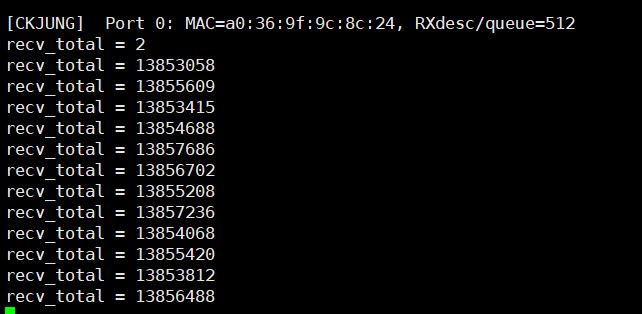 [CKJUNG]  Port 0: MAC=a0:36:9f:9c:8c:24, RXdesc/queue=512
recv_total = 2
recv_total = 13853058
recv_total = 13855609
recv_total = 13853415
recv_total = 13854688
recv_total = 13857686
recv_total = 13856702
recv_total = 13855208
recv_total = 13857236
recv_total = 13854068
recv_total = 13855420
recv_total = 13853812
recv_total = 13856488